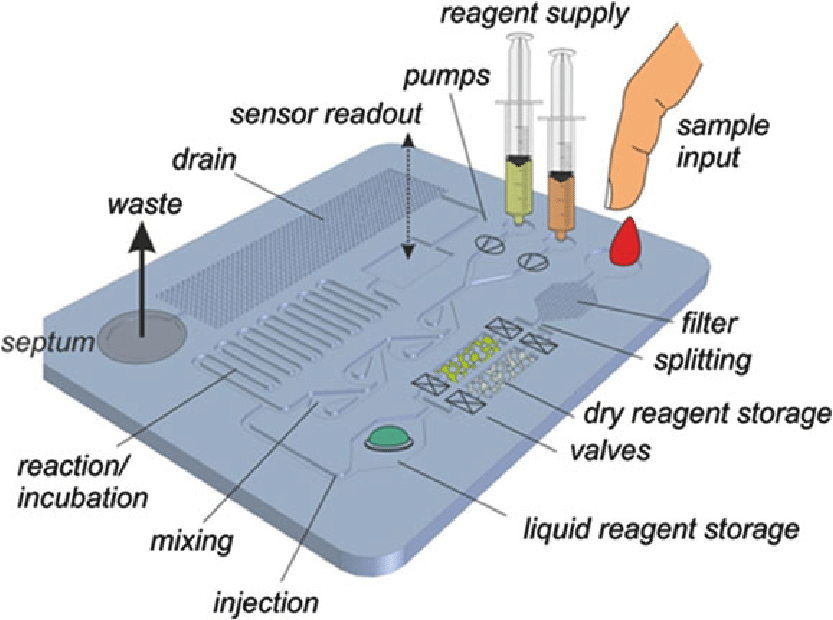 reagent supply
pumps
sensor readout
drain
waste
sample
input
septum
filter
splitting
dry reagent storage
valves
reaction/
incubation
liquid reagent storage
mixing
injection